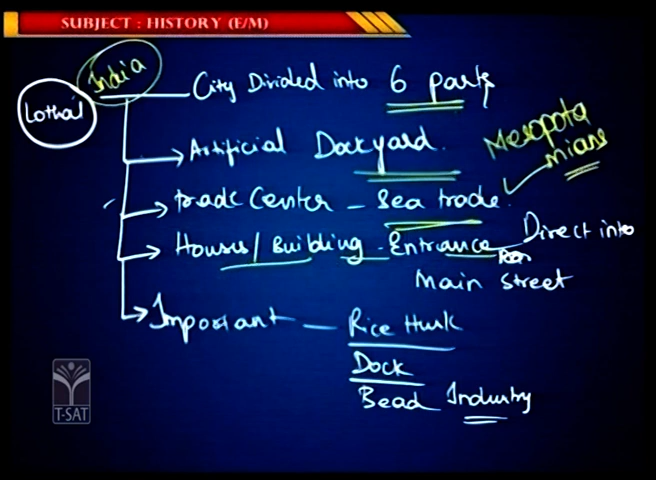 SUBJECT : HISTORY (E/M)
India
Lothal
City Divided into 6 parts
Artificial Dockyard.
Mesopota
mians
trade Center - Sea trade.
Houses/Building - Entrance Direct into
Main Street
Important - Rice Husk
Dock
Bead Industry
T-SAT